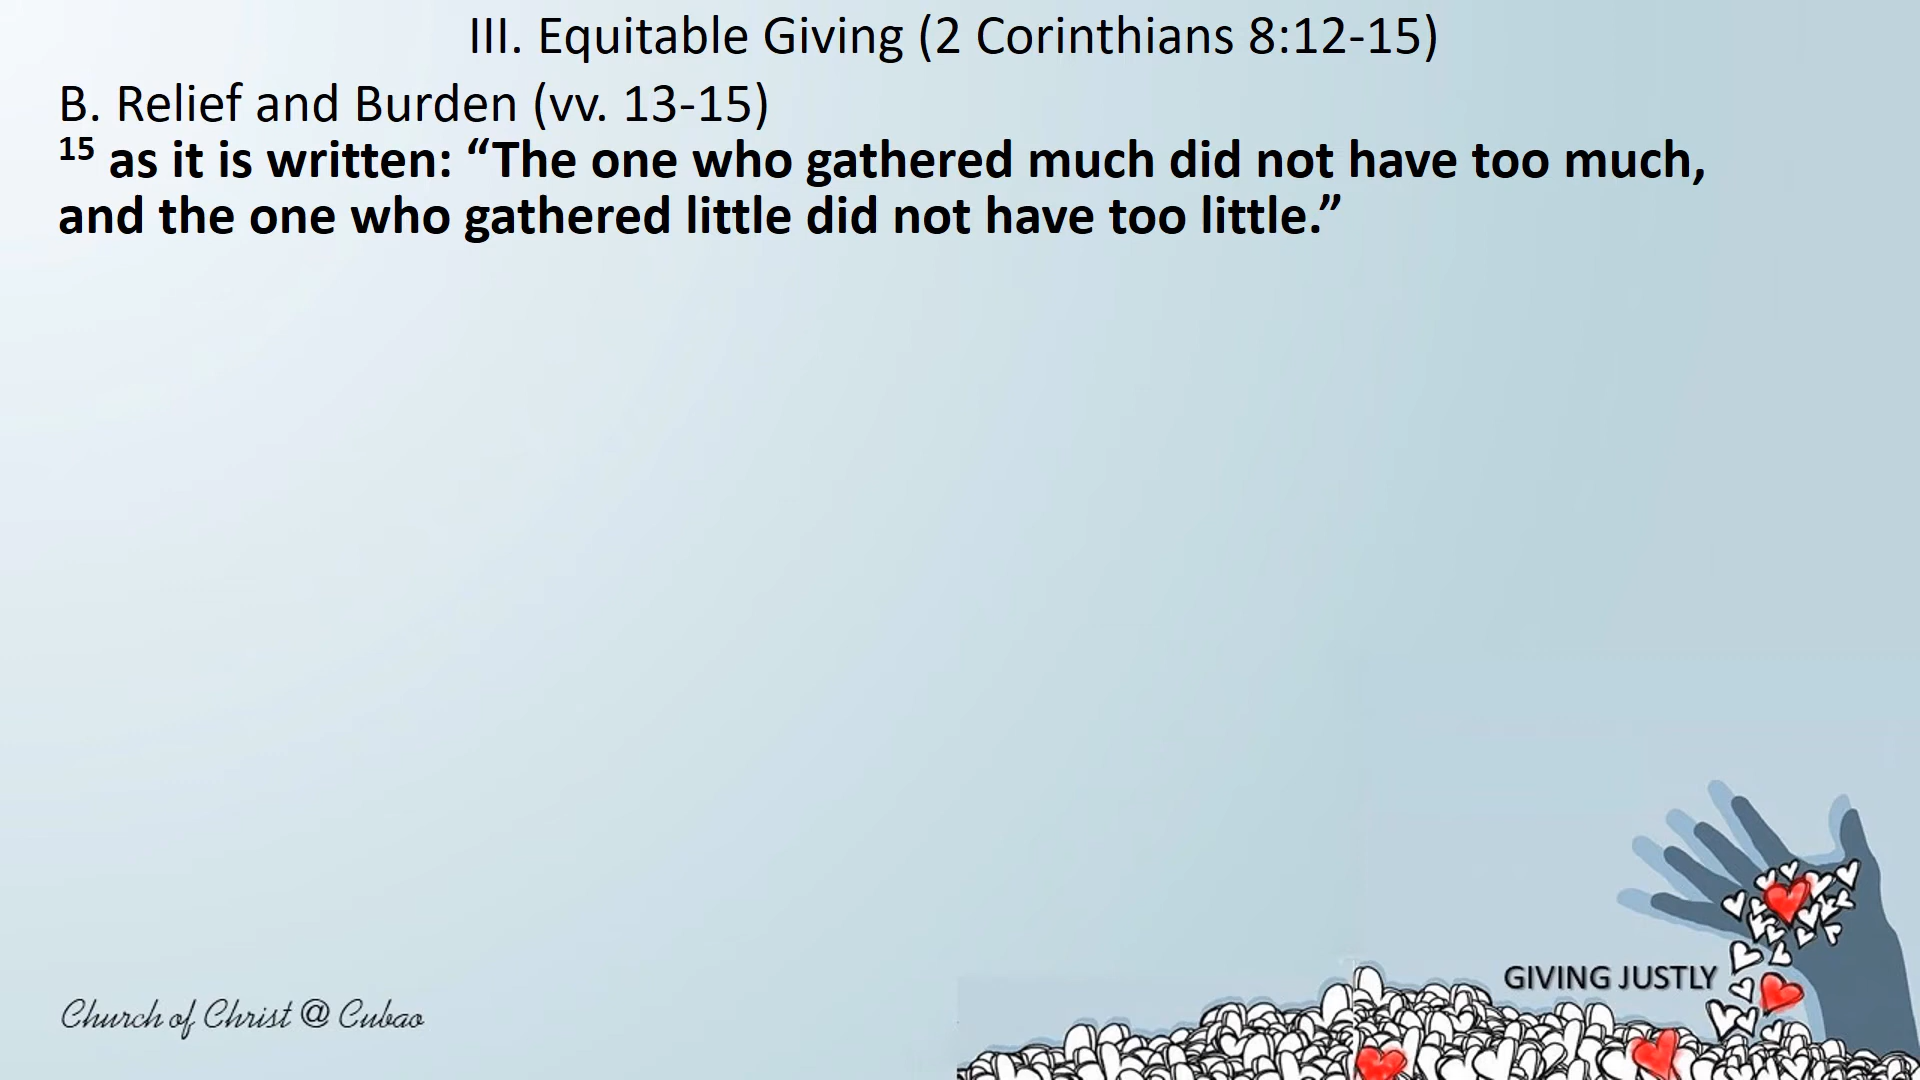 III. Equitable Giving (2 Corinthians 8:12-15)
B. Relief and Burden (vv. 13-15)
¹⁵ as it is written: “The one who gathered much did not have too much,
and the one who gathered little did not have too little.”
GIVING JUSTLY
Church of Christ @ Cubao